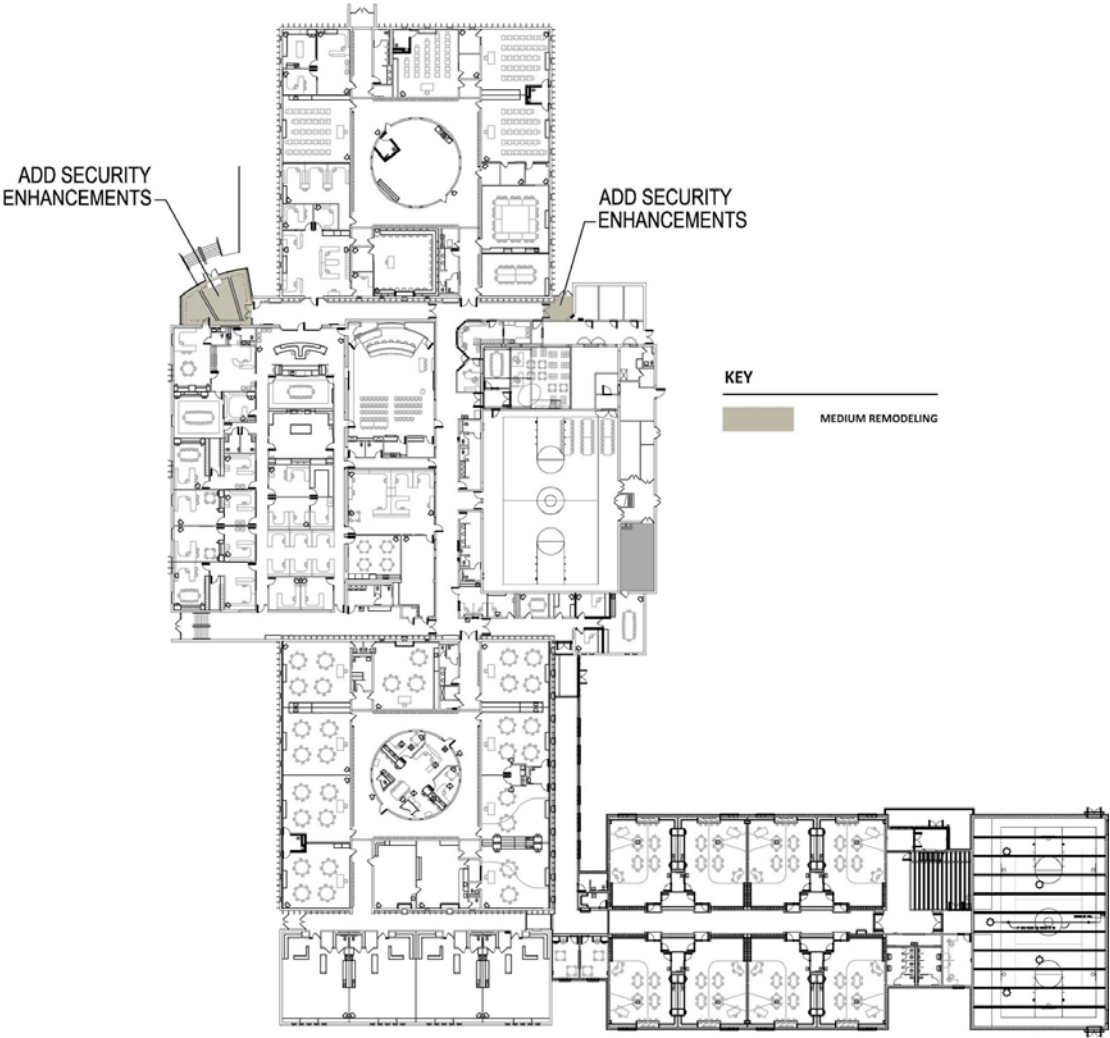 ADD SECURITY
ENHANCEMENTS
ADD SECURITY
ENHANCEMENTS
KEY
MEDIUM REMODELING